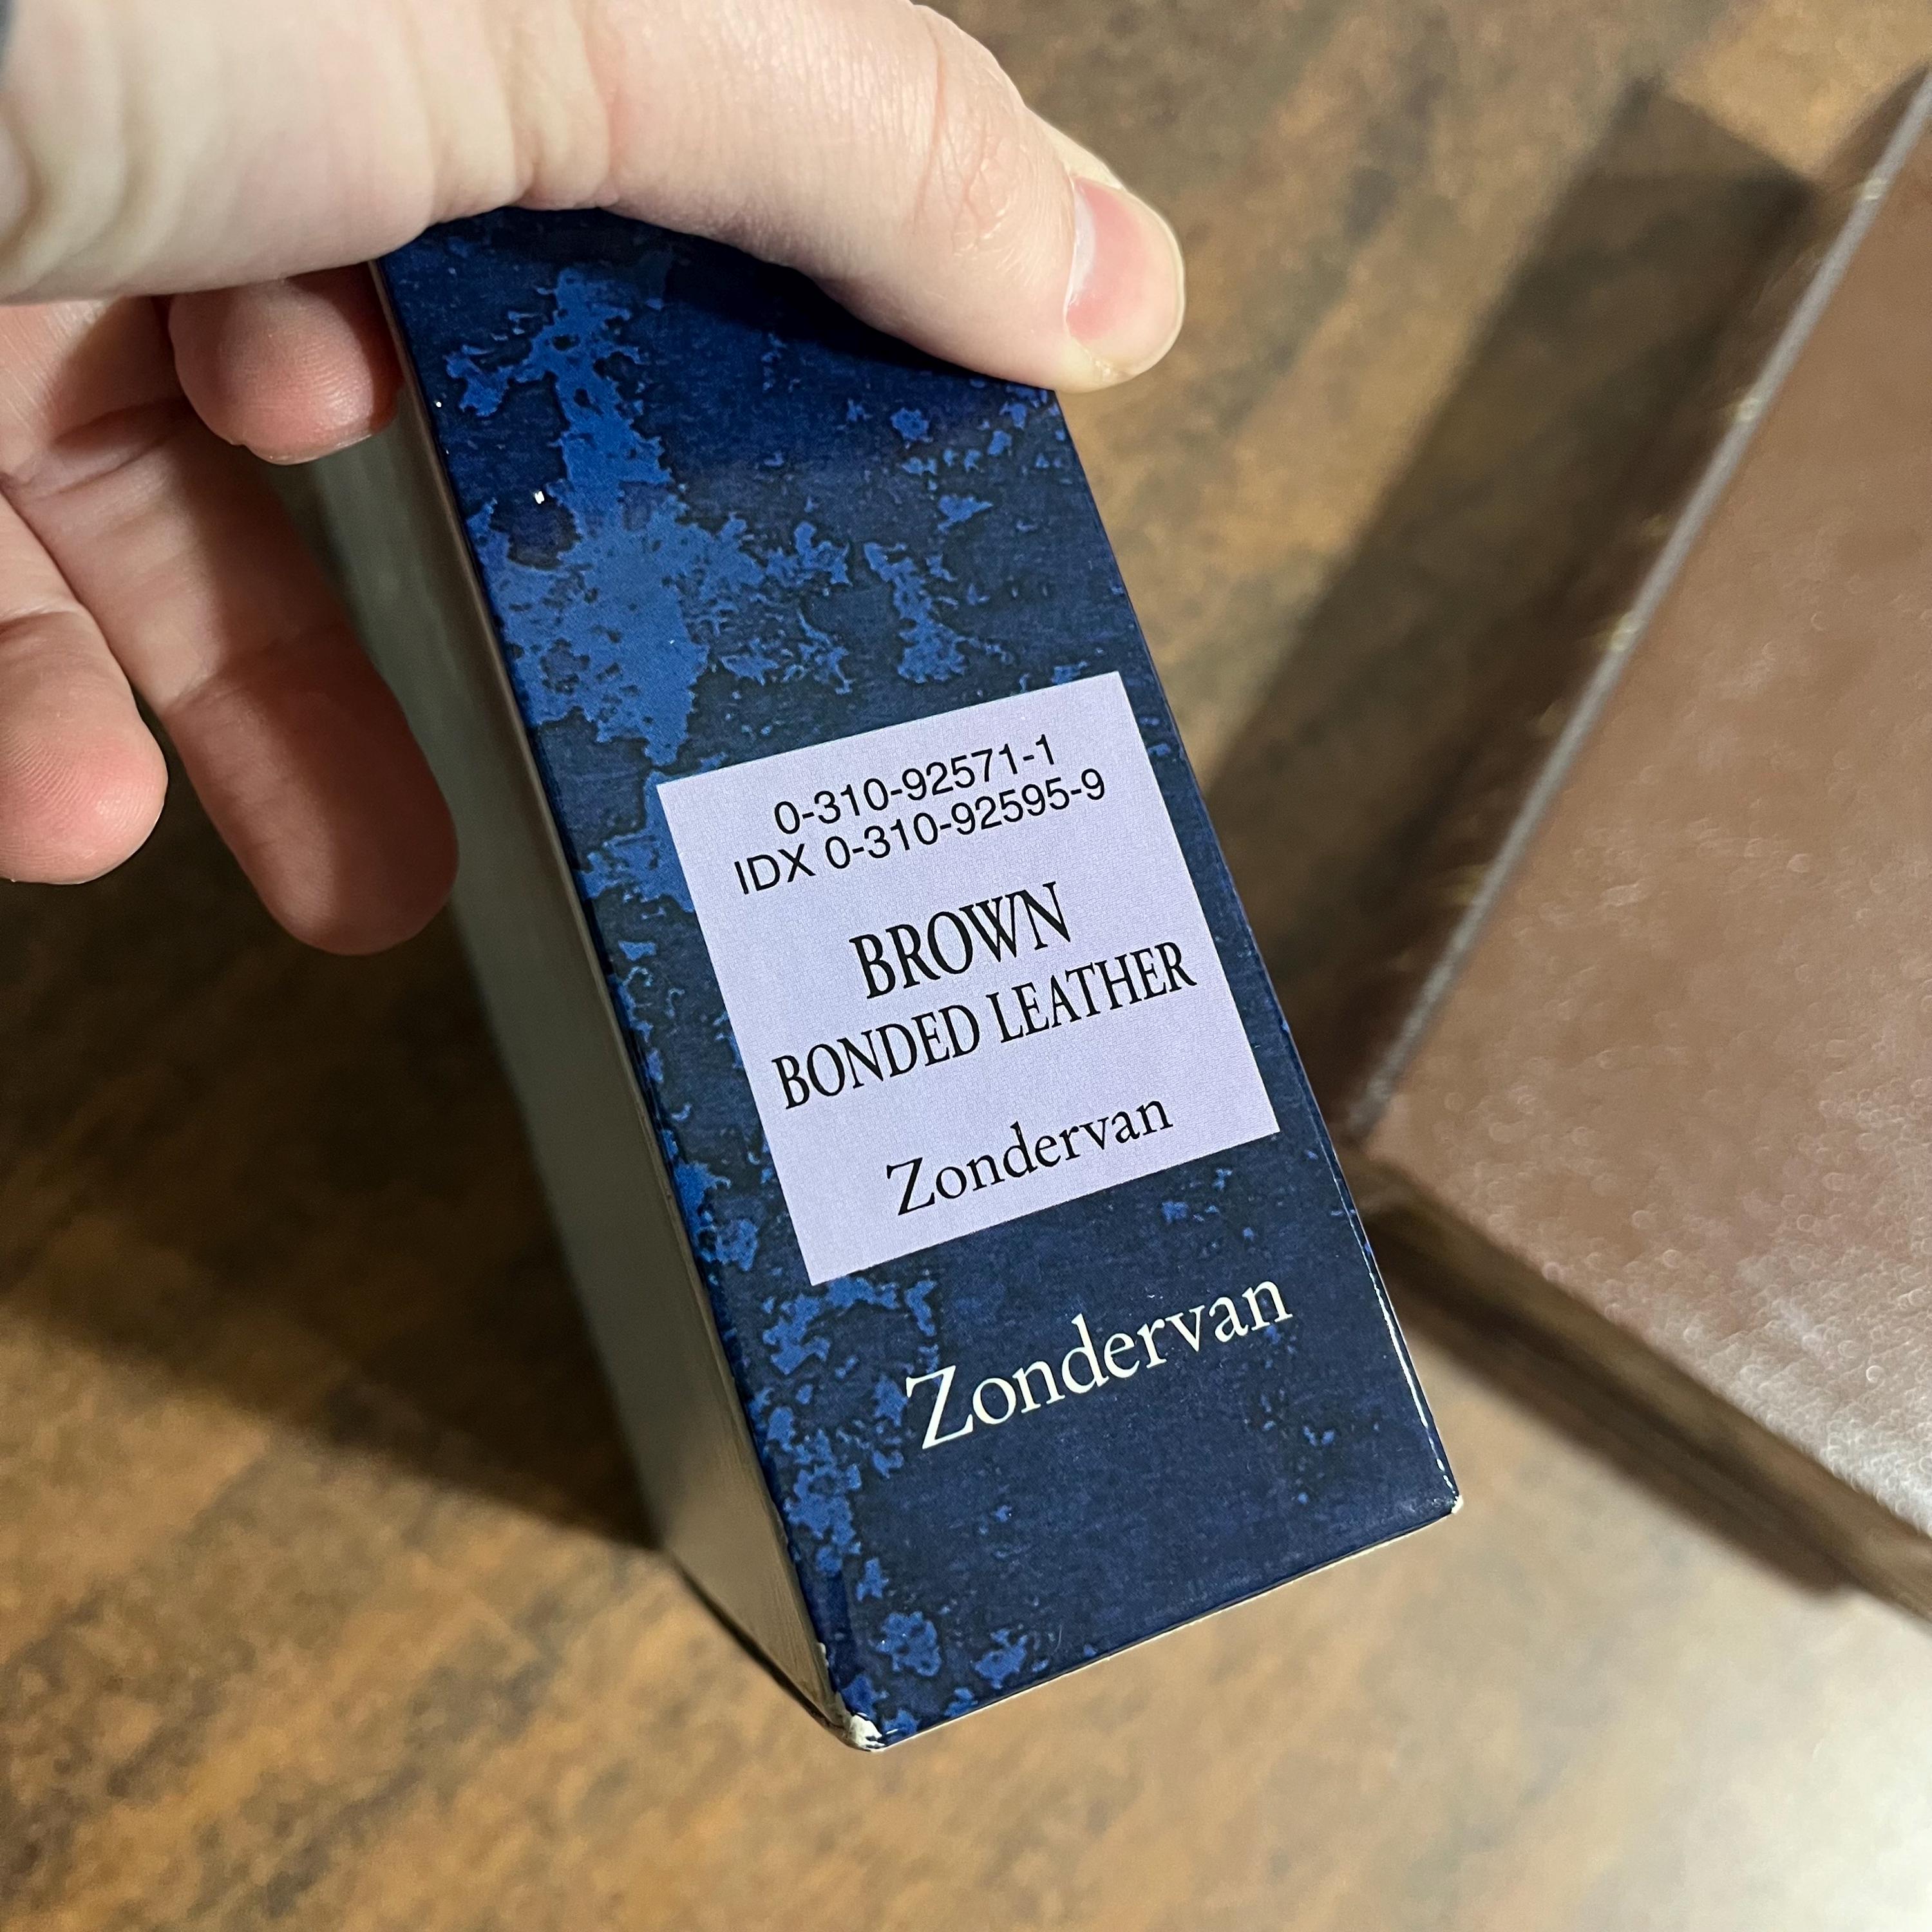 0-310-92571-1
IDX 0-310-92595-9
BROWN
BONDED LEATHER
Zondervan
Zondervan